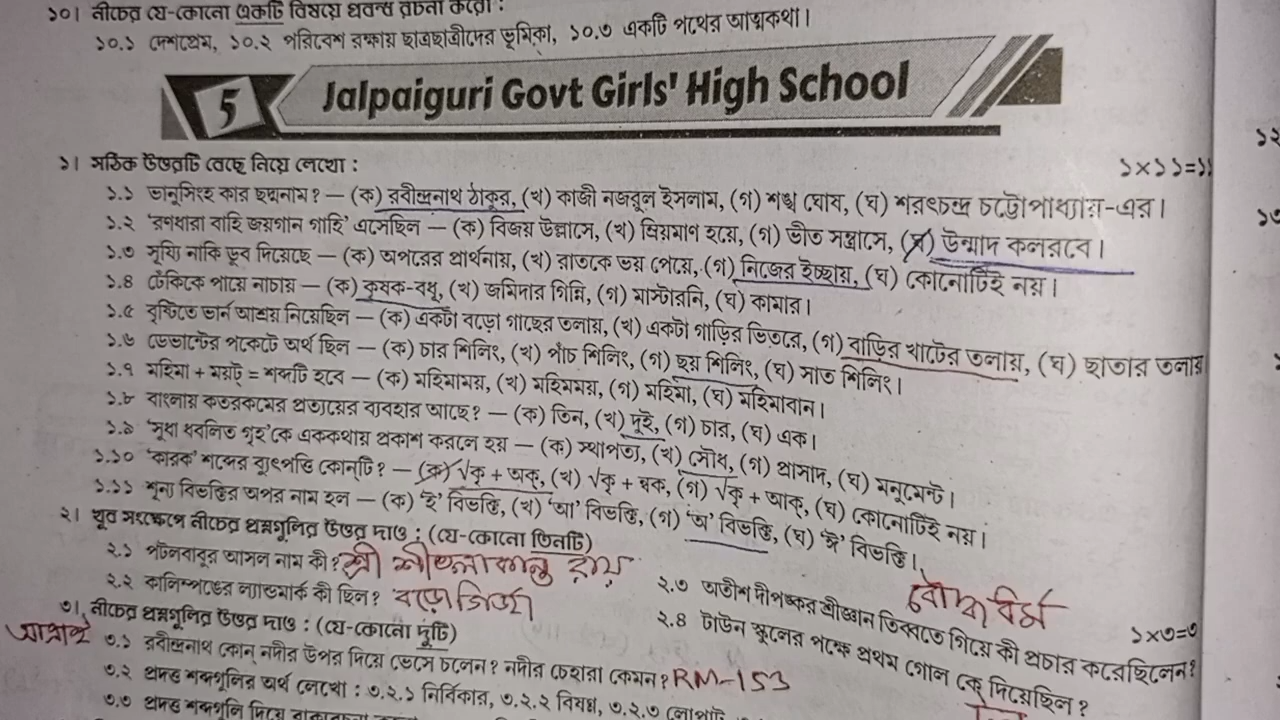 ১০। নীচের যে-কোনো একটি বিষয়ে প্রবন্ধ রচনা করো :
১০.১ দেশপ্রেম, ১০.২ পরিবেশ রক্ষায় ছাত্রছাত্রীদের ভূমিকা, ১০.৩ একটি পথের আত্মকথা।
5 Jalpaiguri Govt Girls' High School
১। সঠিক উত্তরটি বেছে নিয়ে লেখো : ১×১১=১১
১.১ ভানুসিংহ কার ছদ্মনাম? — (ক) রবীন্দ্রনাথ ঠাকুর, (খ) কাজী নজরুল ইসলাম, (গ) শঙ্খ ঘোষ, (ঘ) শরৎচন্দ্র চট্টোপাধ্যায়-এর।
১.২ 'রণধারা বাহি জয়গান গাহি' এসেছিল — (ক) বিজয় উল্লাসে, (খ) ম্রিয়মাণ হয়ে, (গ) ভীত সন্ত্রাসে, (ঘ) উন্মাদ কলরবে।
১.৩ সূয্যি নাকি ডুব দিয়েছে — (ক) অপরের প্রার্থনায়, (খ) রাতকে ভয় পেয়ে, (গ) নিজের ইচ্ছায়, (ঘ) কোনোটিই নয়।
১.৪ ঢেঁকিকে পায়ে নাচায় — (ক) কৃষক-বধূ, (খ) জমিদার গিন্নি, (গ) মাস্টারনি, (ঘ) কামার।
১.৫ বৃষ্টিতে ভার্ন আশ্রয় নিয়েছিল — (ক) একটা বড়ো গাছের তলায়, (খ) একটা গাড়ির ভিতরে, (গ) বাড়ির খাটের তলায়, (ঘ) ছাতার তলায়
১.৬ ডেভান্টের পকেটে অর্থ ছিল — (ক) চার শিলিং, (খ) পাঁচ শিলিং, (গ) ছয় শিলিং, (ঘ) সাত শিলিং।
১.৭ মহিমা + ময়ট্ = শব্দটি হবে — (ক) মহিমাময়, (খ) মহিমময়, (গ) মহিমা, (ঘ) মহিমাবান।
১.৮ বাংলায় কতরকমের প্রত্যয়ের ব্যবহার আছে? — (ক) তিন, (খ) দুই, (গ) চার, (ঘ) এক।
১.৯ 'সুধা ধবলিত গৃহ'কে এককথায় প্রকাশ করলে হয় — (ক) স্থাপত্য, (খ) সৌধ, (গ) প্রাসাদ, (ঘ) মনুমেন্ট।
১.১০ 'কারক' শব্দের ব্যুৎপত্তি কোন্‌টি? — (ক) √কৃ + অক্, (খ) √কৃ + ন্বক, (গ) √কৃ + আক্, (ঘ) কোনোটিই নয়।
১.১১ শূন্য বিভক্তির অপর নাম হল — (ক) 'ই' বিভক্তি, (খ) 'আ' বিভক্তি, (গ) 'অ' বিভক্তি, (ঘ) 'ঈ' বিভক্তি।
২। খুব সংক্ষেপে নীচের প্রশ্নগুলির উত্তর দাও : (যে-কোনো তিনটি) ১×৩=৩
২.১ পটলবাবুর আসল নাম কী? শ্রী শীতলাকান্ত রায়
২.২ কালিম্পঙের ল্যান্ডমার্ক কী ছিল? বড়ো গির্জা
বৌদ্ধ ধর্ম
২.৩ অতীশ দীপঙ্কর শ্রীজ্ঞান তিব্বতে গিয়ে কী প্রচার করেছিলেন?
২.৪ টাউন স্কুলের পক্ষে প্রথম গোল কে দিয়েছিল?
৩। নীচের প্রশ্নগুলির উত্তর দাও : (যে-কোনো দুটি)
৩.১ রবীন্দ্রনাথ কোন্ নদীর উপর দিয়ে ভেসে চলেন? নদীর চেহারা কেমন? RM-153
৩.২ প্রদত্ত শব্দগুলির অর্থ লেখো : ৩.২.১ নির্বিকার, ৩.২.২ বিষণ্ণ, ৩.২.৩ লোপাট
৩.৩ প্রদত্ত শব্দগুলি দিয়ে